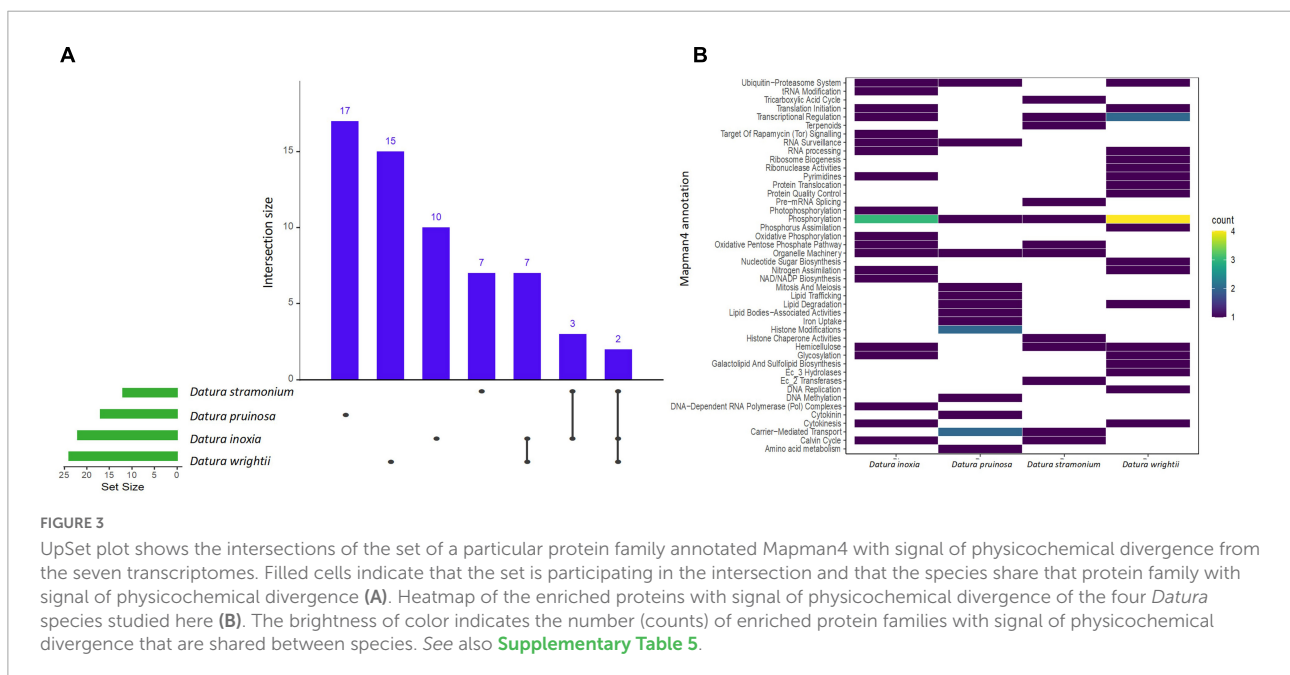 A
17
15
10
7
7
3
2
15
10
5
0
Intersection size
Datura stramonium
Datura pruinosa
Datura inoxia
Datura wrightii
25 20 15 10 5 0
Set Size
B
Mapman4 annotation
Ubiquitin−Proteasome System
tRNA Modification
Tricarboxylic Acid Cycle
Translation Initiation
Transcriptional Regulation
Terpenoids
Target Of Rapamycin (Tor) Signalling
RNA Surveillance
RNA processing
Ribosome Biogenesis
Ribonuclease Activities
Pyrimidines
Protein Translocation
Protein Quality Control
Pre−mRNA Splicing
Photophosphorylation
Phosphorylation
Phosphorus Assimilation
Oxidative Phosphorylation
Oxidative Pentose Phosphate Pathway
Organelle Machinery
Nucleotide Sugar Biosynthesis
Nitrogen Assimilation
NAD/NADP Biosynthesis
Mitosis And Meiosis
Lipid Trafficking
Lipid Degradation
Lipid Bodies−Associated Activities
Iron Uptake
Histone Modifications
Histone Chaperone Activities
Hemicellulose
Glycosylation
Galactolipid And Sulfolipid Biosynthesis
Ec_3 Hydrolases
Ec_2 Transferases
DNA Replication
DNA Methylation
DNA−Dependent RNA Polymerase (Pol) Complexes
Cytokinin
Cytokinesis
Carrier−Mediated Transport
Calvin Cycle
Amino acid metabolism
Datura inoxia Datura pruinosa Datura stramonium Datura wrightii
count
4
3
2
1
FIGURE 3
UpSet plot shows the intersections of the set of a particular protein family annotated Mapman4 with signal of physicochemical divergence from
the seven transcriptomes. Filled cells indicate that the set is participating in the intersection and that the species share that protein family with
signal of physicochemical divergence (A). Heatmap of the enriched proteins with signal of physicochemical divergence of the four Datura
species studied here (B). The brightness of color indicates the number (counts) of enriched protein families with signal of physicochemical
divergence that are shared between species. See also Supplementary Table 5.